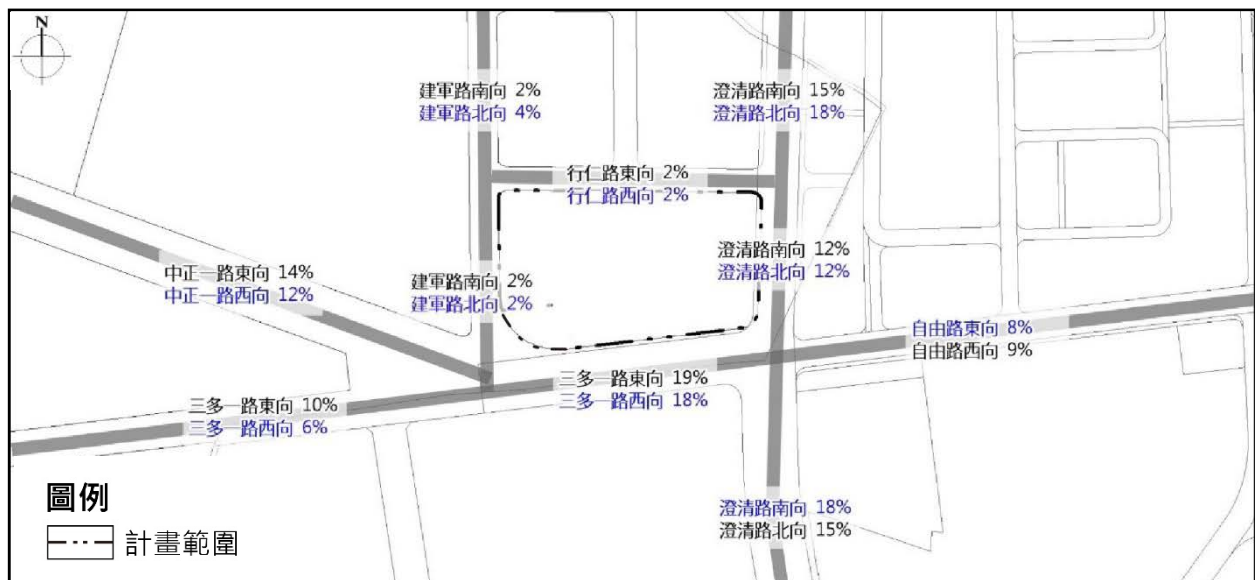 N
建軍路南向 2%
建軍路北向 4%
澄清路南向 15%
澄清路北向 18%
行仁路東向 2%
行仁路西向 2%
澄清路南向 12%
澄清路北向 12%
中正一路東向 14%
中正一路西向 12%
建軍路南向 2%
建軍路北向 2%
自由路東向 8%
自由路西向 9%
三多一路東向 19%
三多一路西向 18%
三多一路東向 10%
三多一路西向 6%
澄清路南向 18%
澄清路北向 15%
圖例
計畫範圍